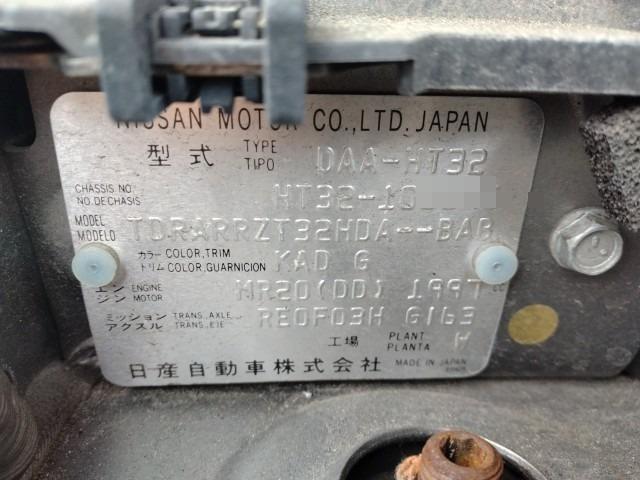 NISSAN MOTOR CO.,LTD. JAPAN
型式 TYPE TIPO DAA-HT32
CHASSIS NO. NO. DE CHASIS HT32-10
MODEL MODELO TDRARRZT32HDA--BAB
カラー COLOR,TRIM
トリム COLOR,GUARNICION KAD G
エンジン ENGINE MOTOR MR20(DD) 1997 cc
ミッション TRANS.,AXLE
アクスル TRANS.,EJE RE0F03H G163
工場 PLANT PLANTA W
日産自動車株式会社 MADE IN JAPAN